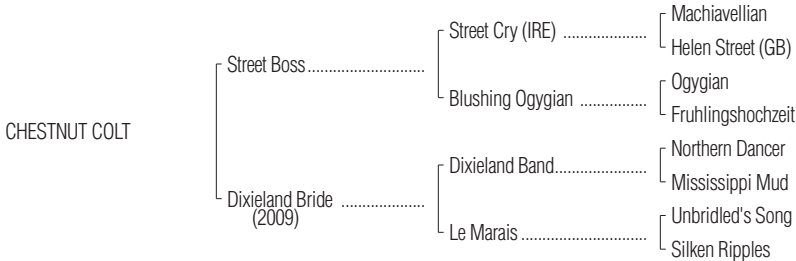 Machiavellian
Street Cry (IRE) ....................
Helen Street (GB)
Street Boss...........................
Ogygian
Blushing Ogygian ................
Fruhlingshochzeit
CHESTNUT COLT
Northern Dancer
Dixieland Band......................
Mississippi Mud
Dixieland Bride ...................
(2009)
Unbridled's Song
Le Marais .............................
Silken Ripples